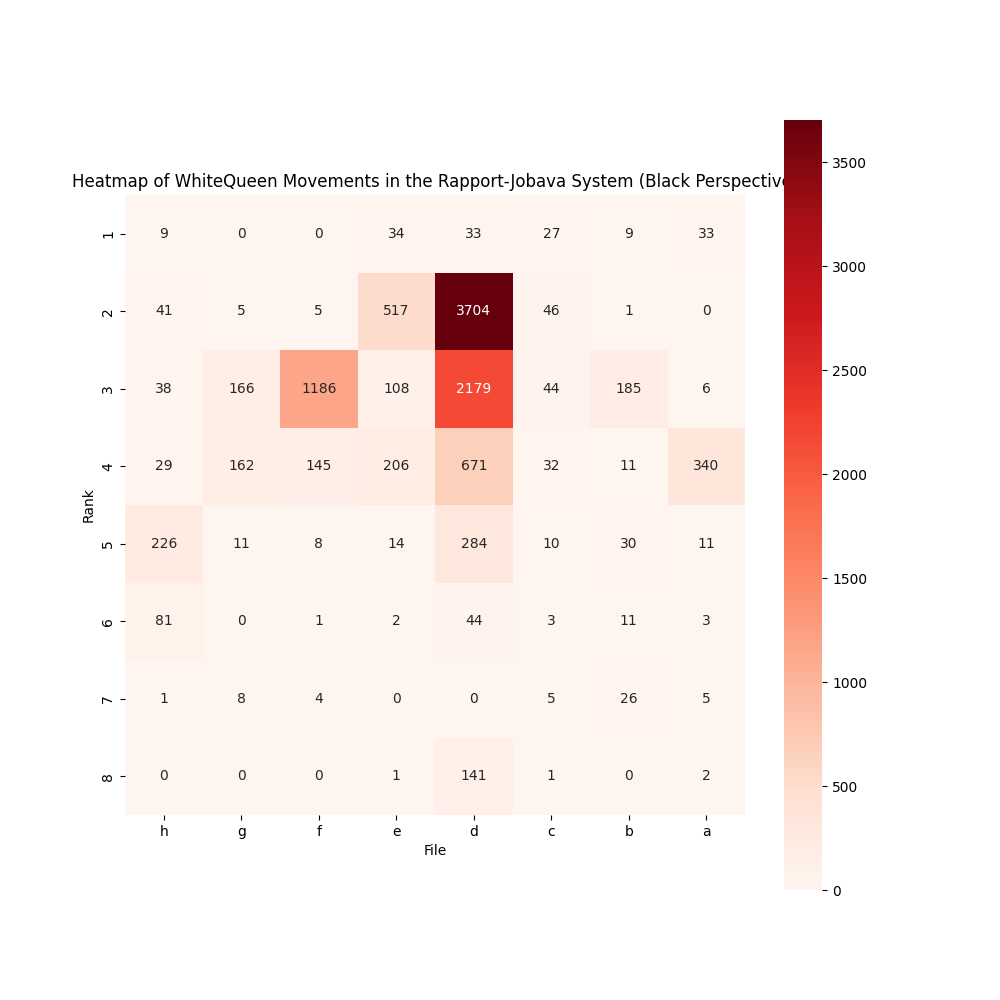 Heatmap of WhiteQueen Movements in the Rapport-Jobava System (Black Perspective
3500
1 9 0 0 34 33 27 9 33
3000
2 41 5 5 517 3704 46 1 0
2500
3 38 166 1186 108 2179 44 185 6
2000
4 29 162 145 206 671 32 11 340
Rank
1500
5 226 11 8 14 284 10 30 11
6 81 0 1 2 44 3 11 3
1000
7 1 8 4 0 0 5 26 5
500
8 0 0 0 1 141 1 0 2
h g f e d c b a
File
0